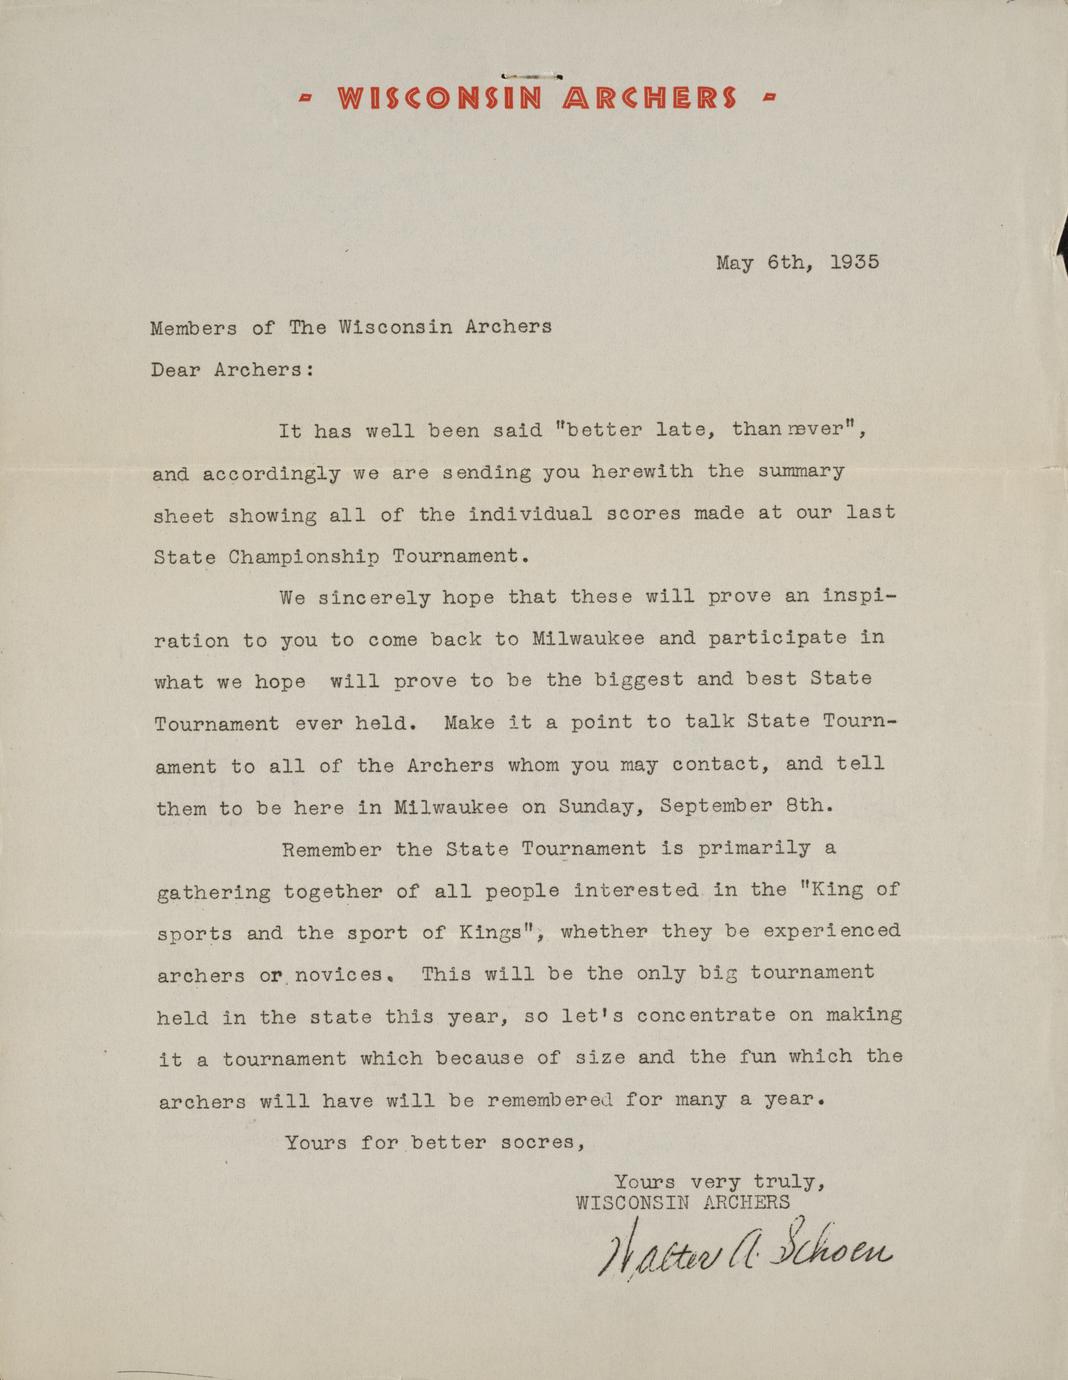 - WISCONSIN ARCHERS -
May 6th, 1935
Members of The Wisconsin Archers
Dear Archers:
It has well been said "better late, than never",
and accordingly we are sending you herewith the summary
sheet showing all of the individual scores made at our last
State Championship Tournament.
We sincerely hope that these will prove an inspi-
ration to you to come back to Milwaukee and participate in
what we hope will prove to be the biggest and best State
Tournament ever held. Make it a point to talk State Tourn-
ament to all of the Archers whom you may contact, and tell
them to be here in Milwaukee on Sunday, September 8th.
Remember the State Tournament is primarily a
gathering together of all people interested in the "King of
sports and the sport of Kings", whether they be experienced
archers or novices. This will be the only big tournament
held in the state this year, so let's concentrate on making
it a tournament which because of size and the fun which the
archers will have will be remembered for many a year.
Yours for better socres,
Yours very truly,
WISCONSIN ARCHERS
Walter A. Schoen